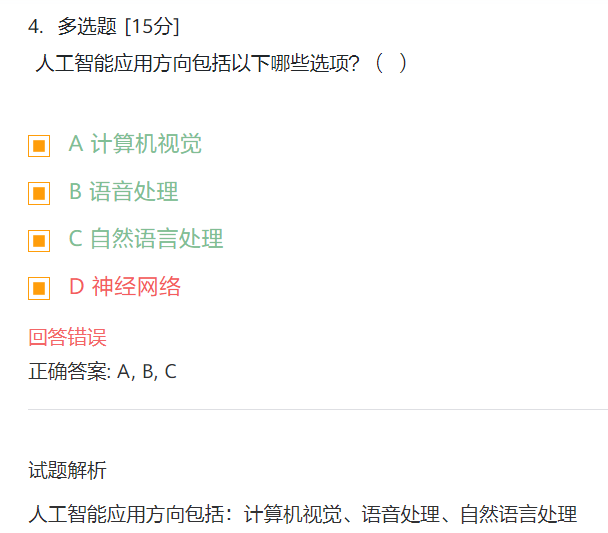 4. 多选题 [15分]
人工智能应用方向包括以下哪些选项？（ ）
A 计算机视觉
B 语音处理
C 自然语言处理
D 神经网络
回答错误
正确答案: A, B, C
试题解析
人工智能应用方向包括：计算机视觉、语音处理、自然语言处理